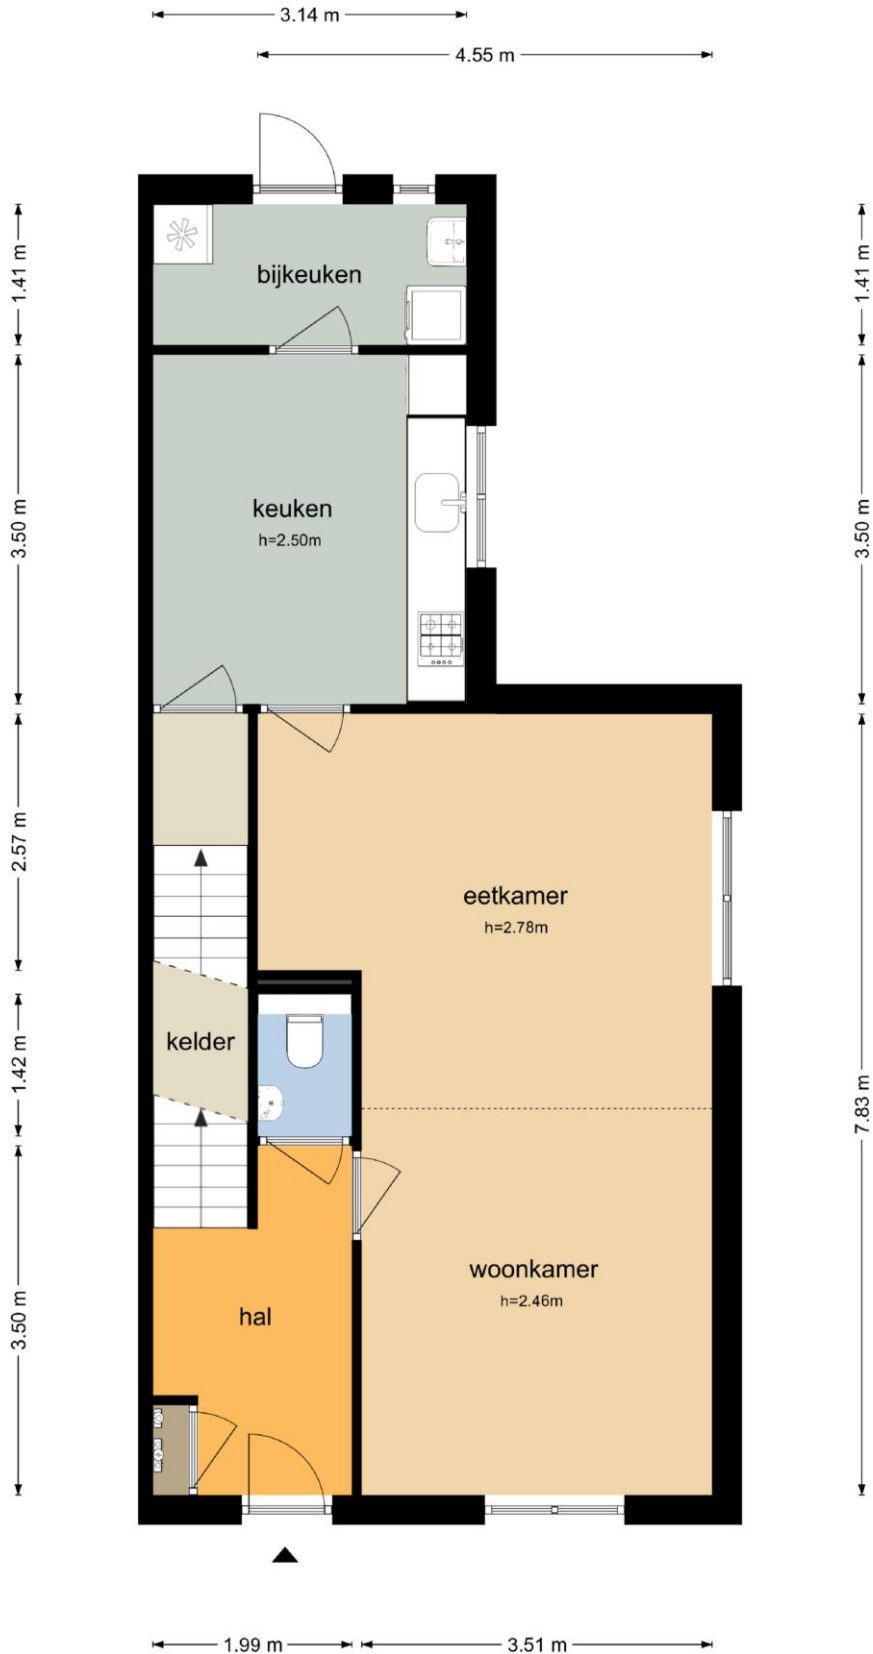 3.14 m
4.55 m
1.41 m
1.41 m
bijkeuken
3.50 m
3.50 m
keuken
h=2.50m
2.57 m
eetkamer
h=2.78m
1.42 m
kelder
7.83 m
woonkamer
h=2.46m
3.50 m
hal
1.99 m
3.51 m